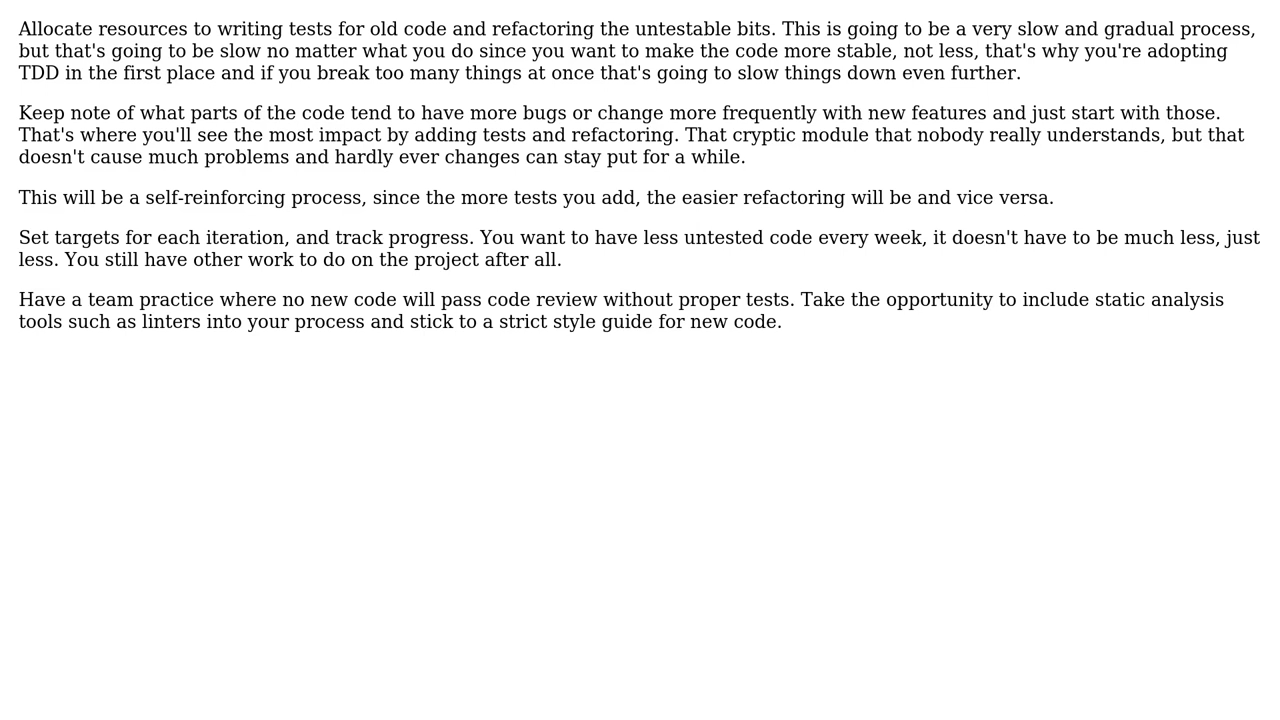 Allocate resources to writing tests for old code and refactoring the untestable bits. This is going to be a very slow and gradual process,
but that's going to be slow no matter what you do since you want to make the code more stable, not less, that's why you're adopting
TDD in the first place and if you break too many things at once that's going to slow things down even further.
Keep note of what parts of the code tend to have more bugs or change more frequently with new features and just start with those.
That's where you'll see the most impact by adding tests and refactoring. That cryptic module that nobody really understands, but that
doesn't cause much problems and hardly ever changes can stay put for a while.
This will be a self-reinforcing process, since the more tests you add, the easier refactoring will be and vice versa.
Set targets for each iteration, and track progress. You want to have less untested code every week, it doesn't have to be much less, just
less. You still have other work to do on the project after all.
Have a team practice where no new code will pass code review without proper tests. Take the opportunity to include static analysis
tools such as linters into your process and stick to a strict style guide for new code.